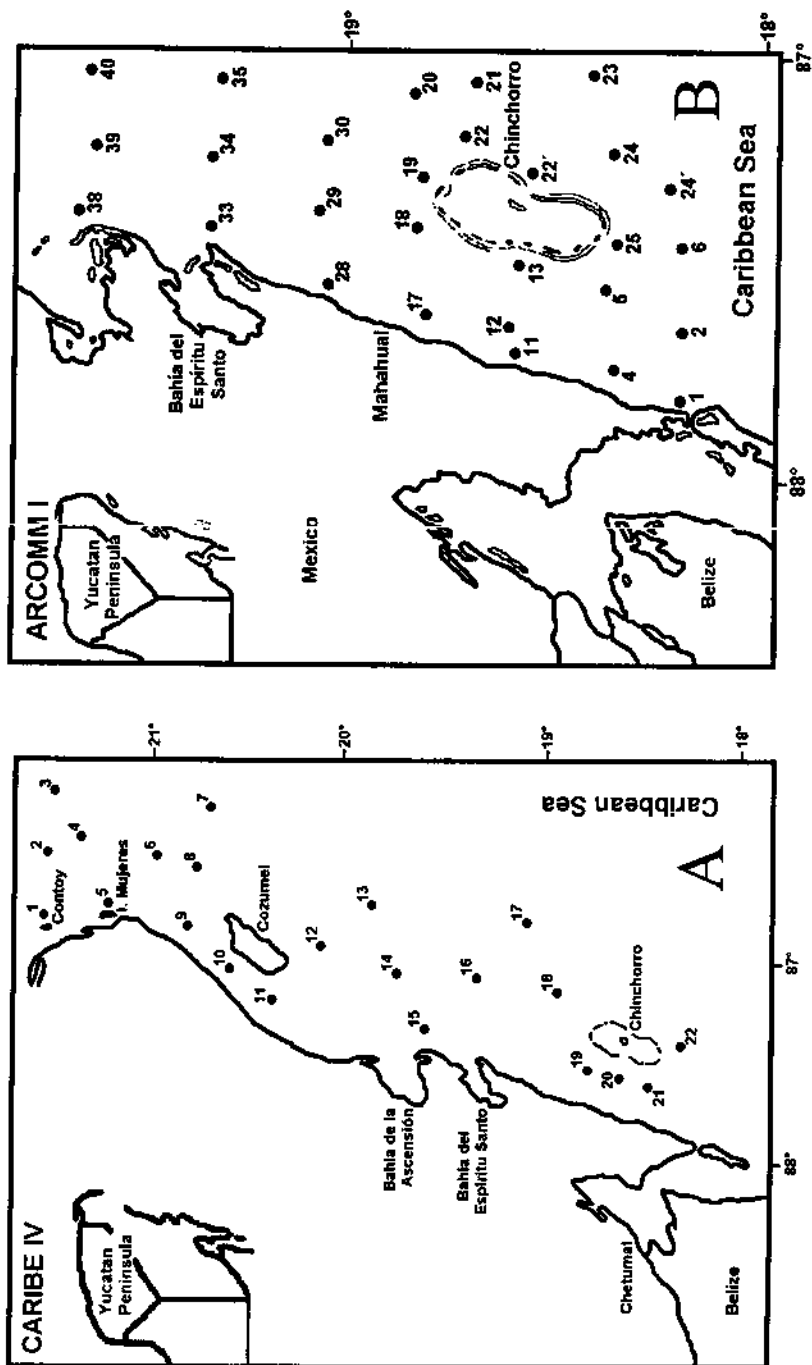 CARIBE IV
Yucatan
Peninsula
1
Contoy
2
3
4
5
I. Mujeres
6
7
8
9
10
Cozumel
11
12
13
14
15
Bahía de la
Ascensión
16
Bahía del
Espíritu Santo
17
18
19
20
Chinchorro
21
22
Chetumal
Belize
A
Caribbean Sea
21°
20°
19°
18°
87°
88°
ARCOMM I
Yucatan
Peninsula
38
39
40
Bahía del
Espíritu
Santo
33
34
35
28
29
30
Mexico
Mahahual
17
18
19
20
22
21
Chinchorro
12
11
13
22´
23
4
5
25
24
1
2
6
24´
Belize
B
Caribbean Sea
19°
18°
88°
87°